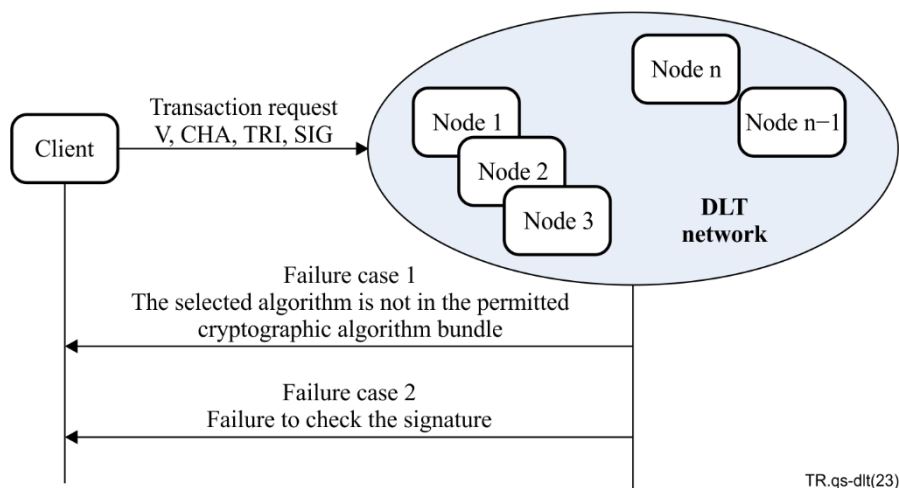 Transaction request
V, CHA, TRI, SIG
Client
Node 1
Node 2
Node 3
Node n
Node n−1
DLT
network
Failure case 1
The selected algorithm is not in the permitted
cryptographic algorithm bundle
Failure case 2
Failure to check the signature
TR.qs-dlt(23)